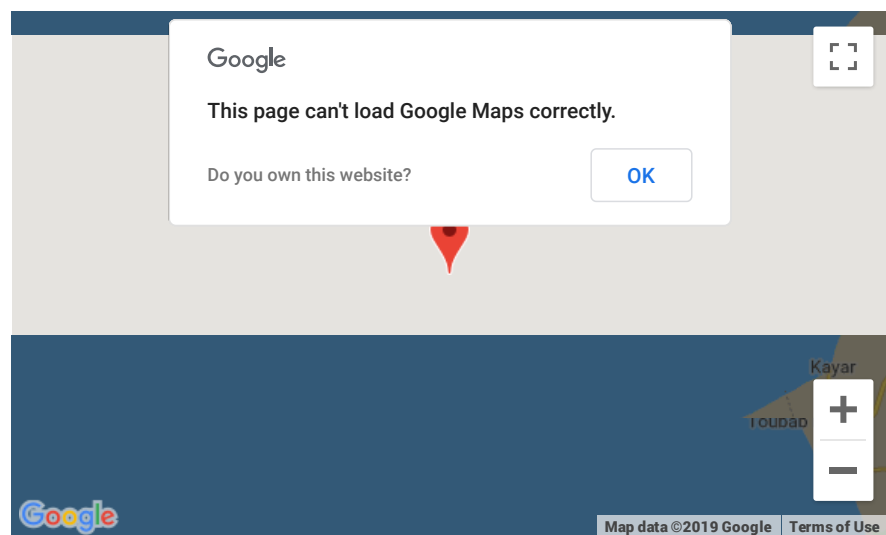 Google
This page can't load Google Maps correctly.
Do you own this website?
OK
Kayar
Toubab
Google
Map data ©2019 Google
Terms of Use